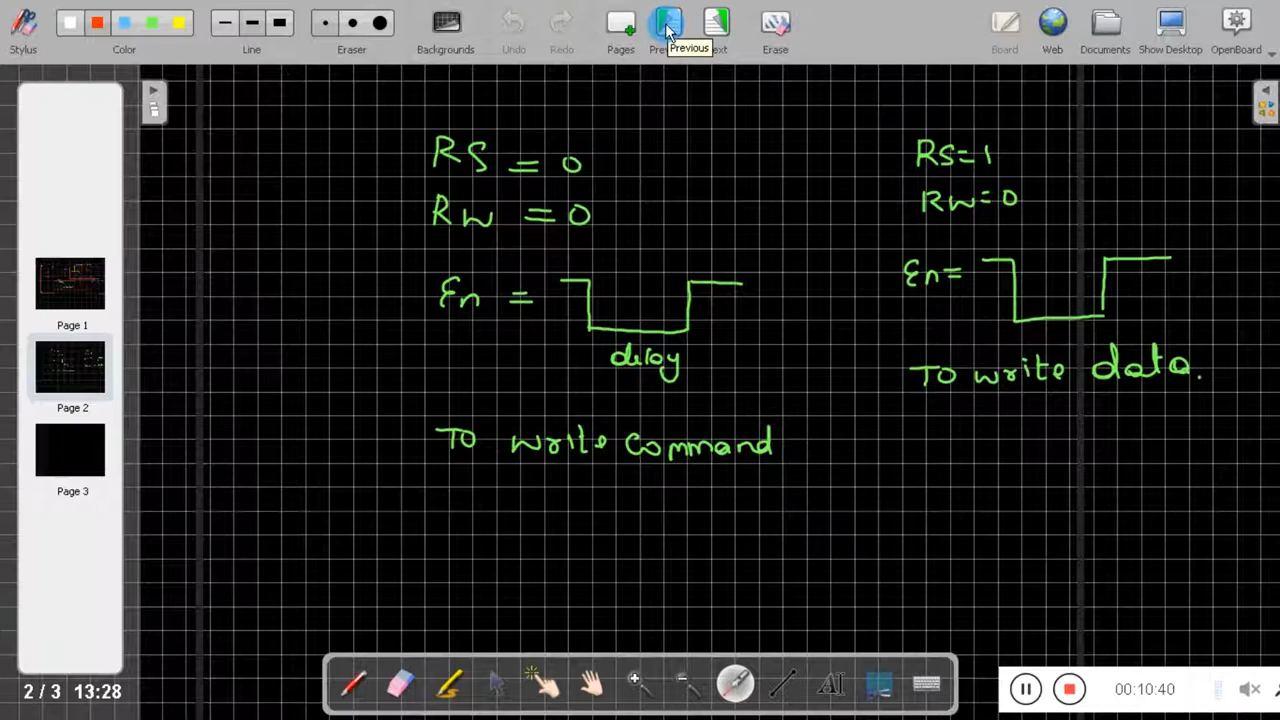 Stylus
Color
Line
Eraser
Backgrounds
Undo
Redo
Pages
Previous
Erase
Board
Web
Documents
Show Desktop
OpenBoard
RS = 0
RW = 0
En =
delay
To write Command
RS=1
RW=0
En=
To write data.
Page 1
Page 2
Page 3
2 / 3 13:28
AI
00:10:40